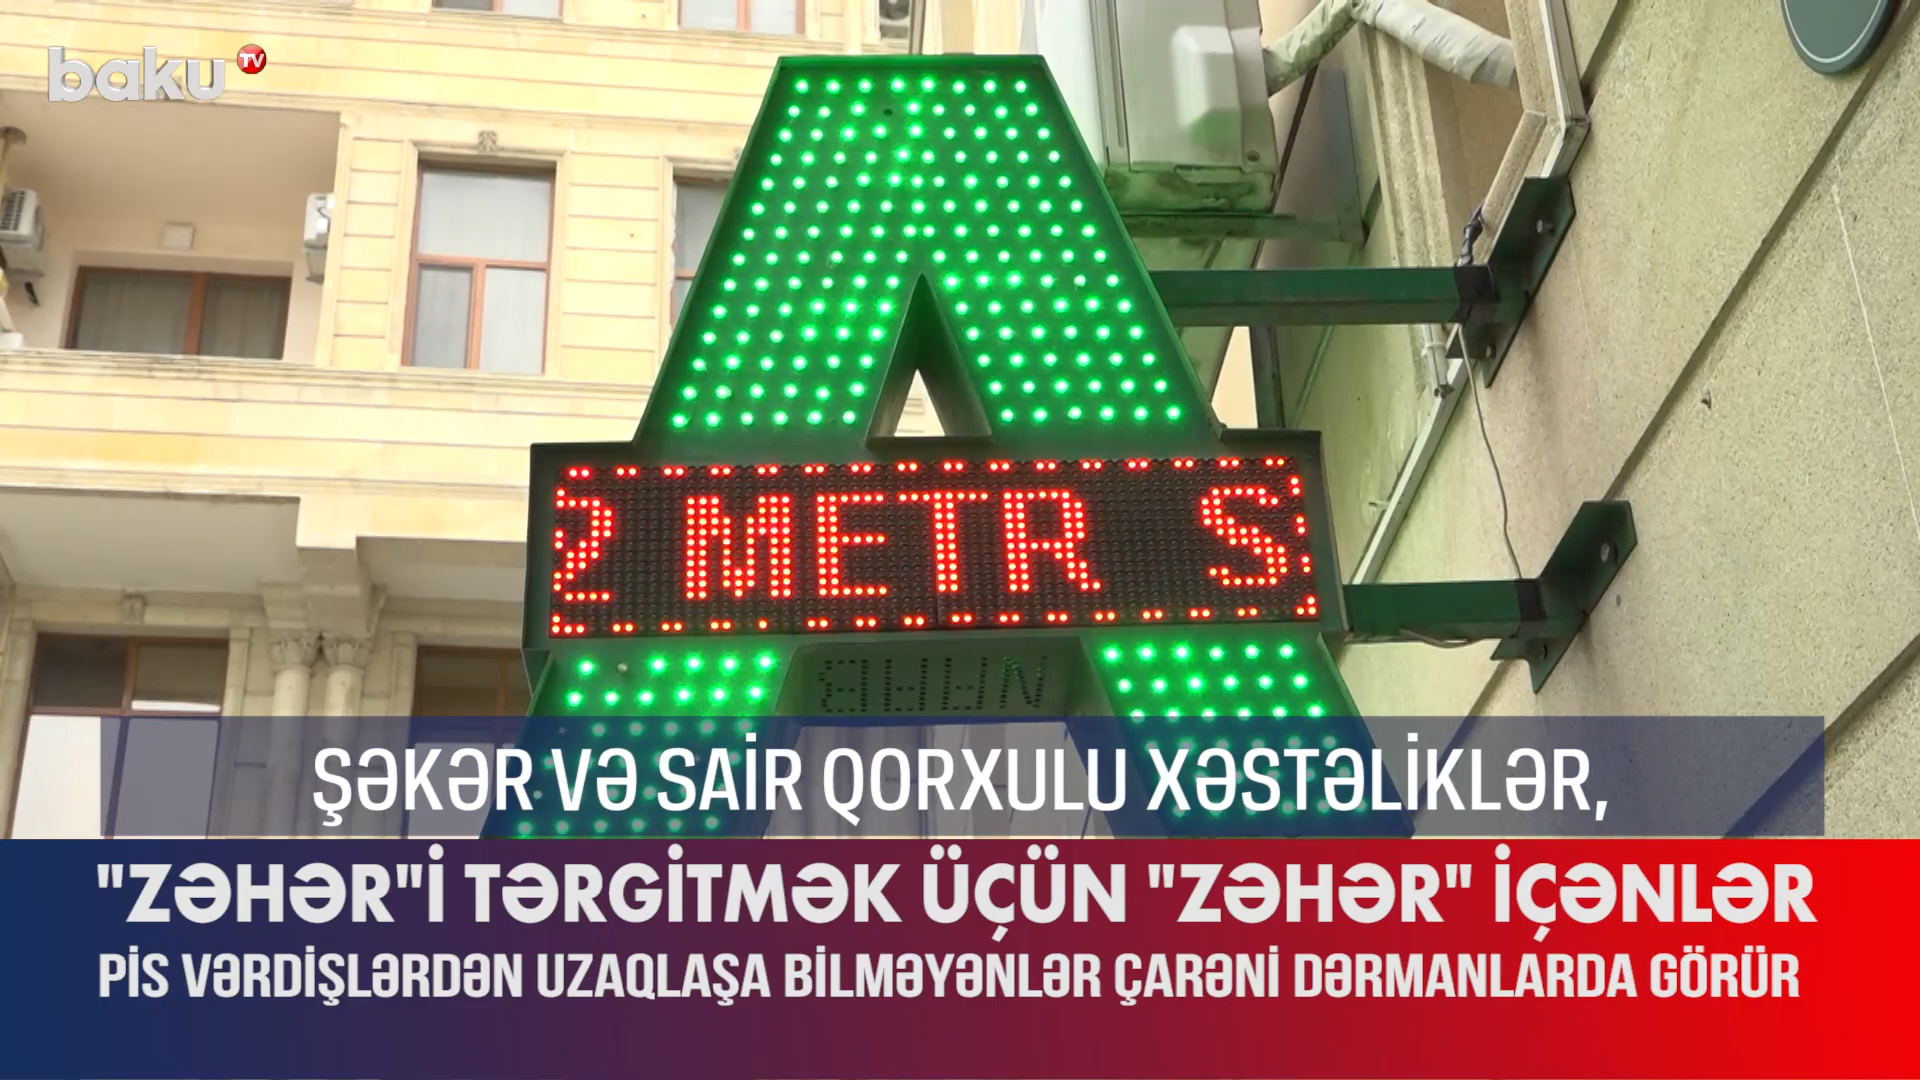 baku TV
2 METR S
ŞƏKƏR VƏ SAİR QORXULU XƏSTƏLİKLƏR,
"ZƏHƏR"İ TƏRGİTMƏK ÜÇÜN "ZƏHƏR" İÇƏNLƏR
PİS VƏRDİŞLƏRDƏN UZAQLAŞA BİLMƏYƏNLƏR ÇARƏNİ DƏRMANLARDA GÖRÜR